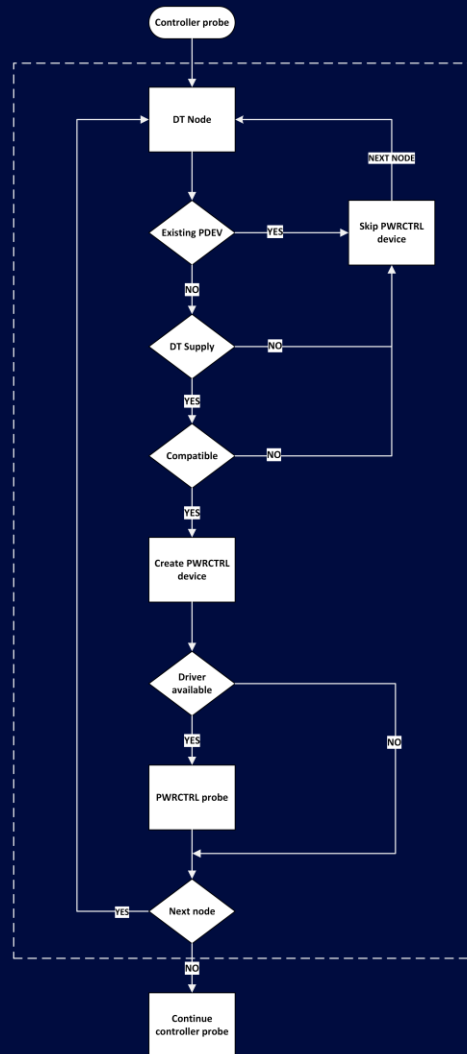 Controller probe
DT Node
NEXT NODE
Existing PDEV
YES
Skip PWRCTRL
device
NO
DT Supply
NO
YES
Compatible
NO
YES
Create PWRCTRL
device
Driver
available
NO
YES
PWRCTRL probe
YES
Next node
NO
Continue
controller probe